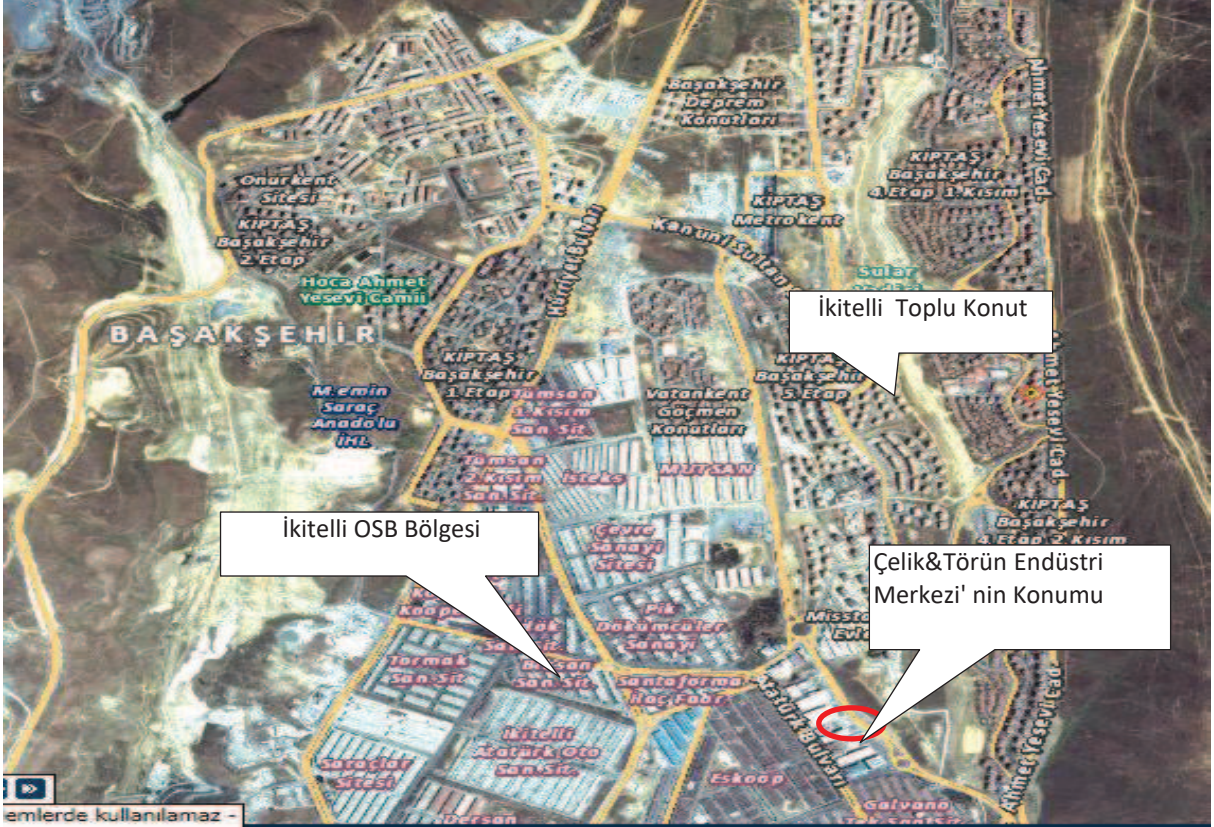 Başakşehir
Deprem
Konutları
Ahmet Yesevi Cad.
KİPTAŞ
Başakşehir
4.Etap 1.Kısım
Onurkent
Sitesi
KİPTAŞ
Başakşehir
2.Etap
KİPTAŞ
Metrokent
Hürriyet Bulvarı
Kanuni Sultan
Hoca Ahmet
Yesevi Camii
Sular
İkitelli Toplu Konut
BAŞAKŞEHİR
KİPTAŞ
Başakşehir
1.Etap
Tümsan
1.Kısım
San.Sit.
M.emin
Saraç
Anadolu
İHL
Vatankent
Göçmen
Konutları
Başakşehir
5.Etap
Ahmet Yesevi Cad.
Tümsan
2.Kısım
San.Sit.
İsteks
MUTSAN
KİPTAŞ
Başakşehir
4.Etap 2.Kısım
İkitelli OSB Bölgesi
Çevre
Sanayi
Sitesi
Çelik&Törün Endüstri
Merkezi' nin Konumu
Pik
Dökümcüler
Sanayi
Tormak
San.Sit.
San.Sit.
Santaforma
İlaç Fabr.
Atatürk Bulvarı
İkitelli
Atatürk Oto
San.Sit.
Saraçlar
Sitesi
Eskoop
Galvano
Dersan
emlerde kullanılamaz -